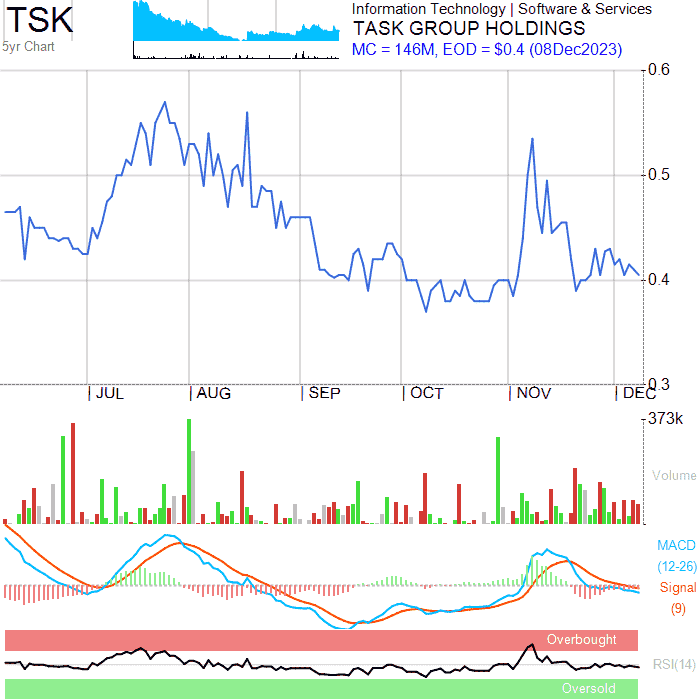 TSK
5yr Chart
Information Technology | Software & Services
TASK GROUP HOLDINGS
MC = 146M, EOD = $0.4 (08Dec2023)
0.6
0.5
0.4
0.3
JUL
AUG
SEP
OCT
NOV
DEC
373k
Volume
MACD
(12-26)
Signal
(9)
Overbought
RSI(14)
Oversold